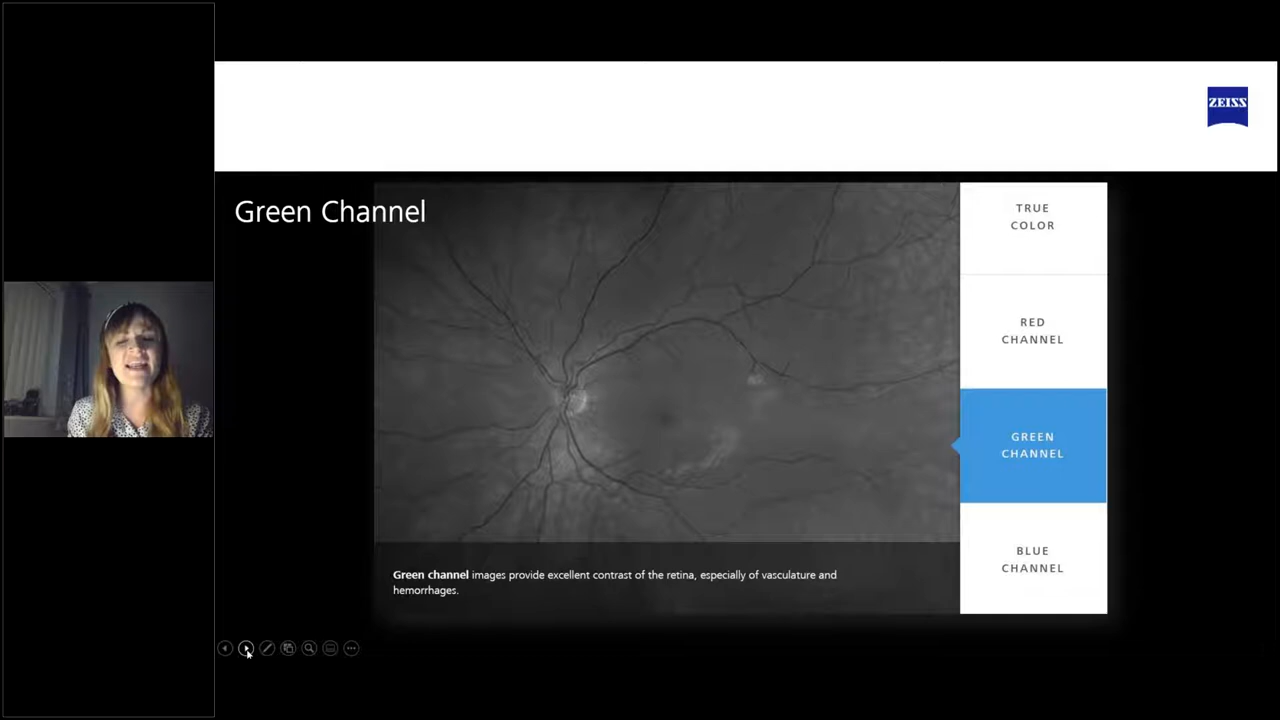 ZEISS
Green Channel
TRUE
COLOR
RED
CHANNEL
GREEN
CHANNEL
BLUE
CHANNEL
Green channel images provide excellent contrast of the retina, especially of vasculature and
hemorrhages.